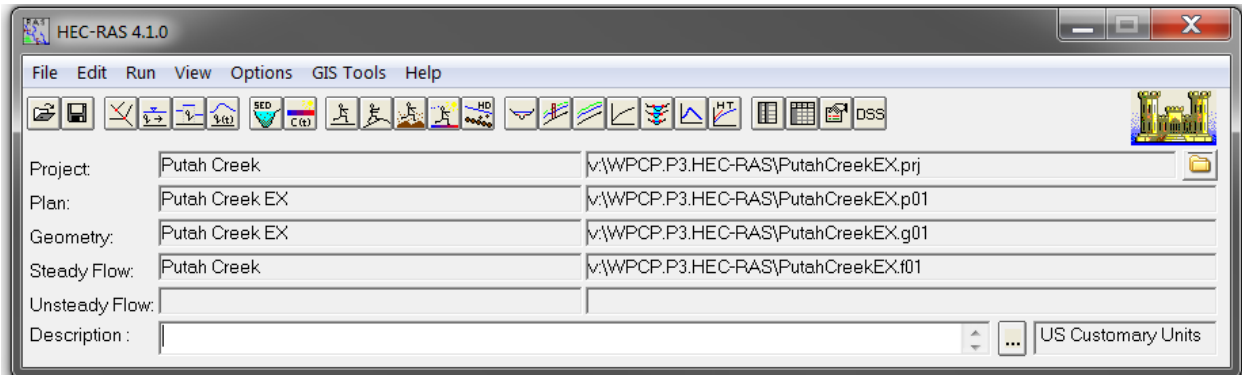 HEC-RAS 4.1.0
File Edit Run View Options GIS Tools Help
SED C(t) HD HT DSS
Project: Putah Creek v:\WPCP.P3.HEC-RAS\PutahCreekEX.prj
Plan: Putah Creek EX v:\WPCP.P3.HEC-RAS\PutahCreekEX.p01
Geometry: Putah Creek EX v:\WPCP.P3.HEC-RAS\PutahCreekEX.g01
Steady Flow: Putah Creek v:\WPCP.P3.HEC-RAS\PutahCreekEX.f01
Unsteady Flow:
Description : ... US Customary Units